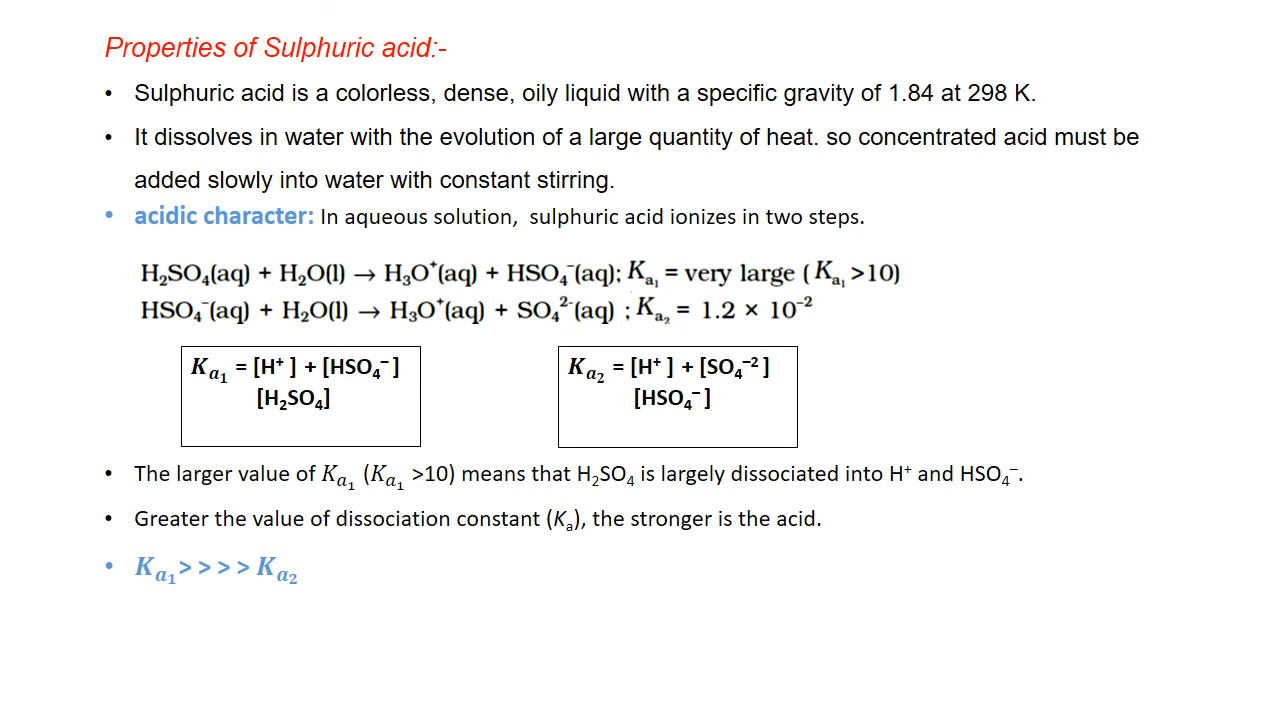 Properties of Sulphuric acid:-
• Sulphuric acid is a colorless, dense, oily liquid with a specific gravity of 1.84 at 298 K.
• It dissolves in water with the evolution of a large quantity of heat. so concentrated acid must be
added slowly into water with constant stirring.
• acidic character: In aqueous solution, sulphuric acid ionizes in two steps.
H₂SO₄(aq) + H₂O(l) → H₃O⁺(aq) + HSO₄⁻(aq); Kₐ₁ = very large ( Kₐ₁ >10)
HSO₄⁻(aq) + H₂O(l) → H₃O⁺(aq) + SO₄²⁻(aq) ; Kₐ₂ = 1.2 × 10⁻²
Kₐ₁ = [H⁺ ] + [HSO₄⁻ ]
[H₂SO₄]
Kₐ₂ = [H⁺ ] + [SO₄⁻² ]
[HSO₄⁻ ]
• The larger value of Kₐ₁ (Kₐ₁ >10) means that H₂SO₄ is largely dissociated into H⁺ and HSO₄⁻.
• Greater the value of dissociation constant (Kₐ), the stronger is the acid.
• Kₐ₁> > > > Kₐ₂